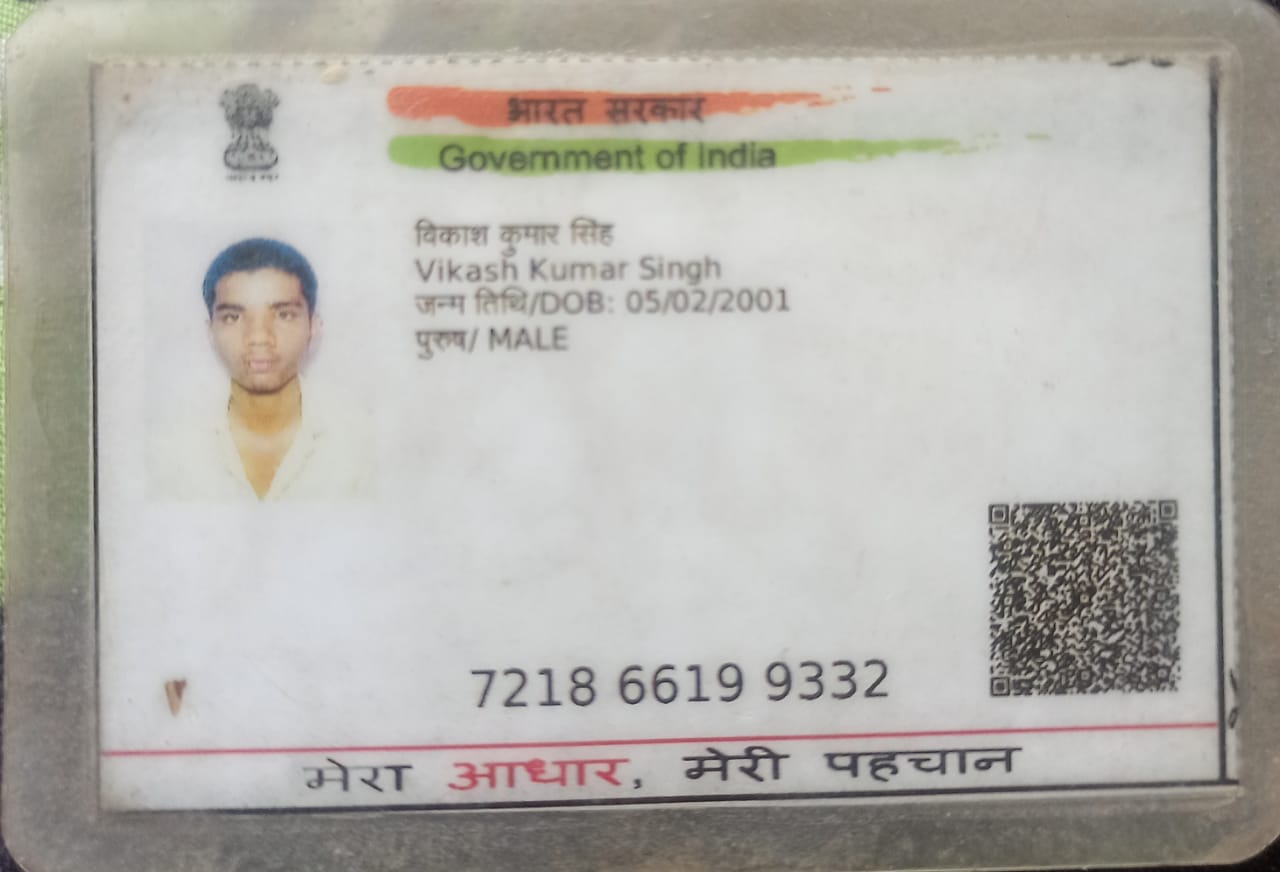 भारत सरकार
Government of India
विकाश कुमार सिंह
Vikash Kumar Singh
जन्म तिथि/DOB: 05/02/2001
पुरुष/ MALE
7218 6619 9332
मेरा आधार, मेरी पहचान